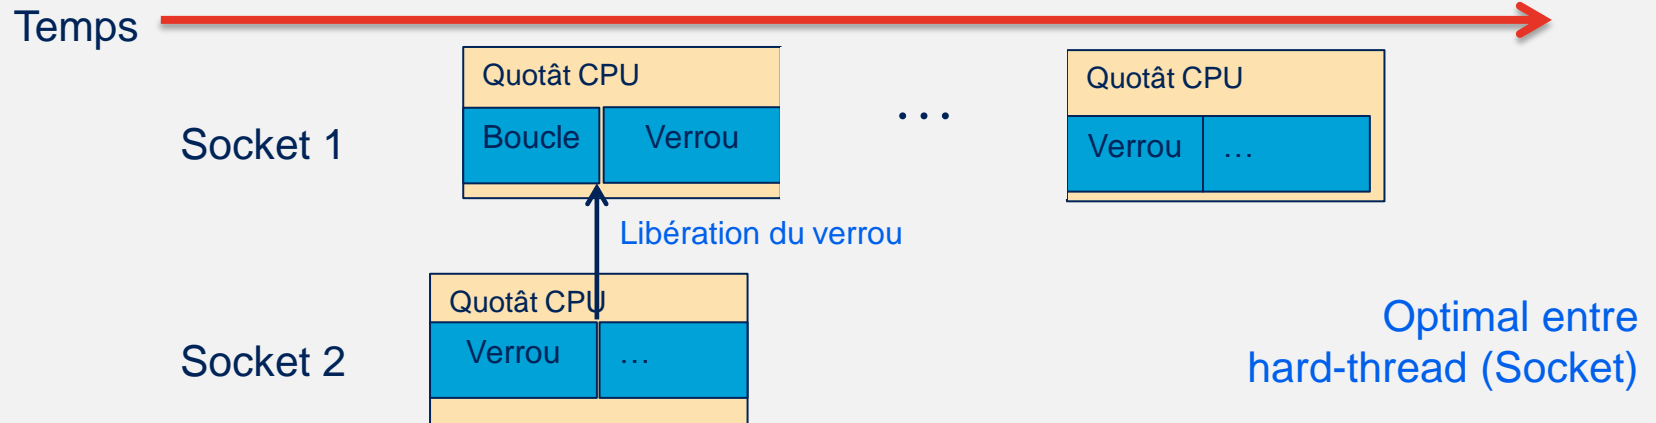 Temps
Quotât CPU
Quotât CPU
Socket 1
Boucle
Verrou
...
Verrou
...
Libération du verrou
Quotât CPU
Socket 2
Verrou
...
Optimal entre
hard-thread (Socket)